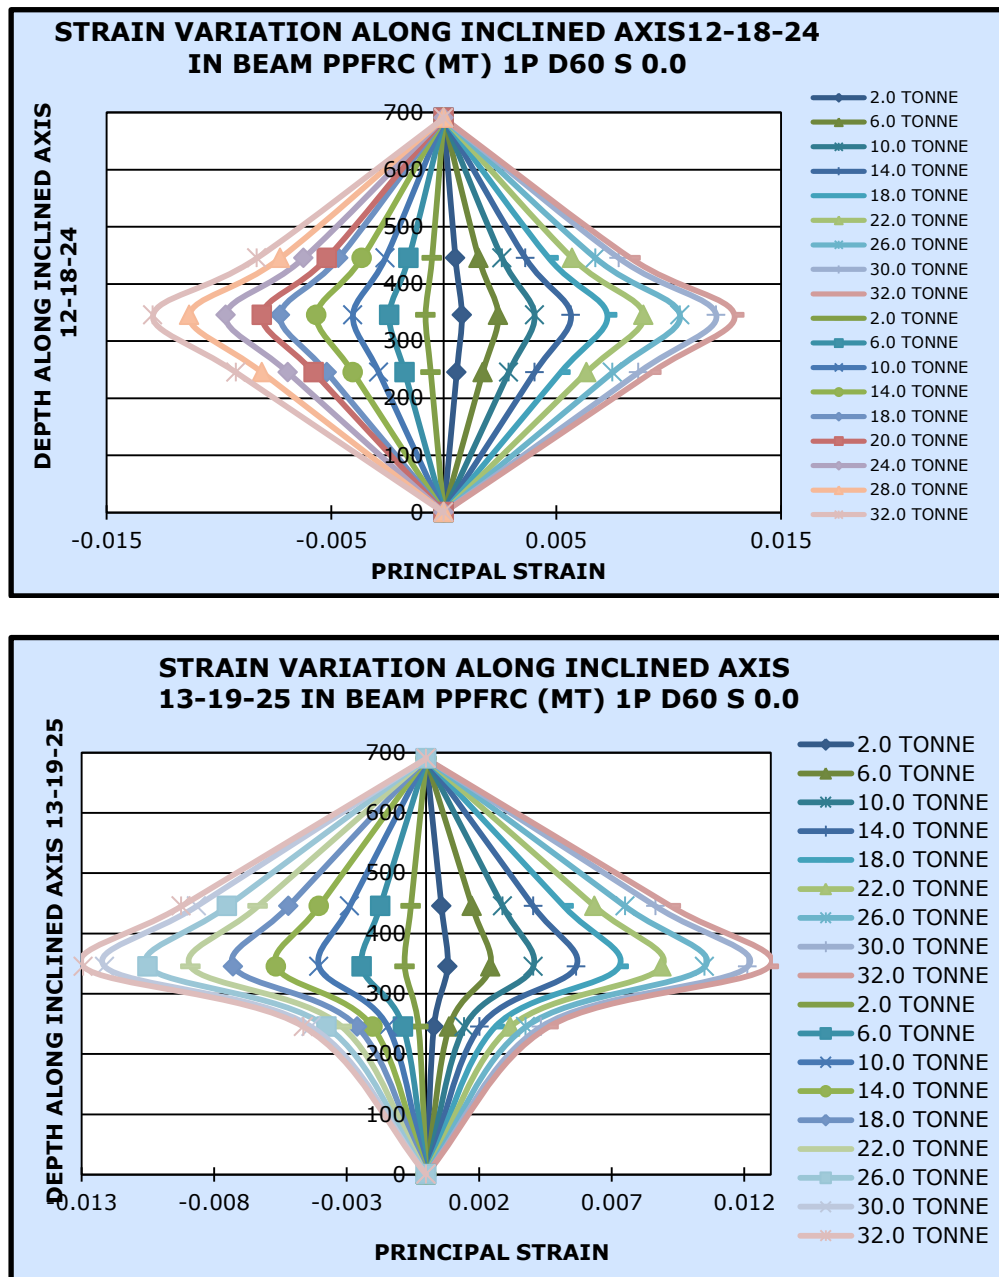 STRAIN VARIATION ALONG INCLINED AXIS12-18-24
IN BEAM PPFRC (MT) 1P D60 S 0.0
DEPTH ALONG INCLINED AXIS
12-18-24
700
600
500
400
300
200
100
0
-0.015
-0.005
0.005
0.015
PRINCIPAL STRAIN
2.0 TONNE
6.0 TONNE
10.0 TONNE
14.0 TONNE
18.0 TONNE
22.0 TONNE
26.0 TONNE
30.0 TONNE
32.0 TONNE
2.0 TONNE
6.0 TONNE
10.0 TONNE
14.0 TONNE
18.0 TONNE
20.0 TONNE
24.0 TONNE
28.0 TONNE
32.0 TONNE
STRAIN VARIATION ALONG INCLINED AXIS
13-19-25 IN BEAM PPFRC (MT) 1P D60 S 0.0
DEPTH ALONG INCLINED AXIS 13-19-25
700
600
500
400
300
200
100
0
-0.013
-0.008
-0.003
0.002
0.007
0.012
PRINCIPAL STRAIN
2.0 TONNE
6.0 TONNE
10.0 TONNE
14.0 TONNE
18.0 TONNE
22.0 TONNE
26.0 TONNE
30.0 TONNE
32.0 TONNE
2.0 TONNE
6.0 TONNE
10.0 TONNE
14.0 TONNE
18.0 TONNE
22.0 TONNE
26.0 TONNE
30.0 TONNE
32.0 TONNE